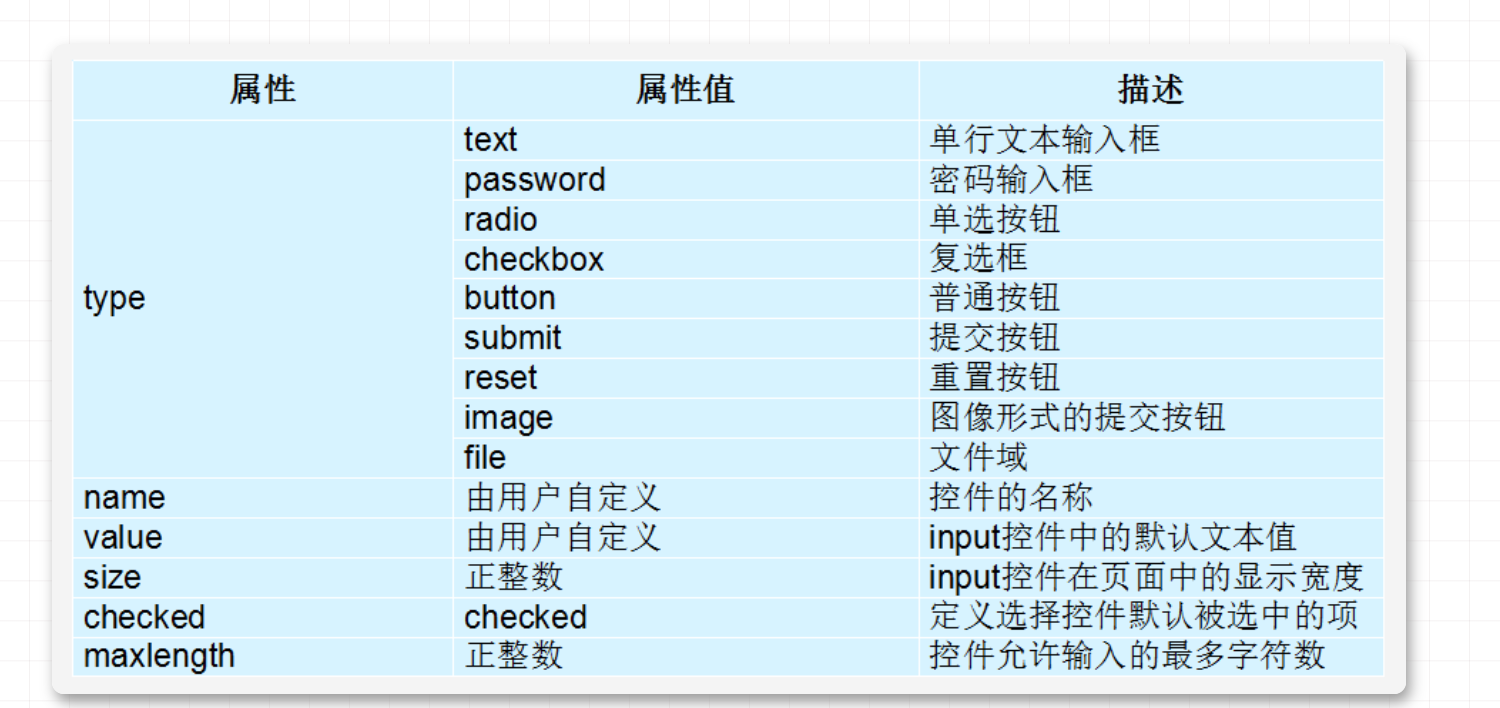 属性 属性值 描述
text 单行文本输入框
password 密码输入框
radio 单选按钮
checkbox 复选框
type button 普通按钮
submit 提交按钮
reset 重置按钮
image 图像形式的提交按钮
file 文件域
name 由用户自定义 控件的名称
value 由用户自定义 input控件中的默认文本值
size 正整数 input控件在页面中的显示宽度
checked checked 定义选择控件默认被选中的项
maxlength 正整数 控件允许输入的最多字符数